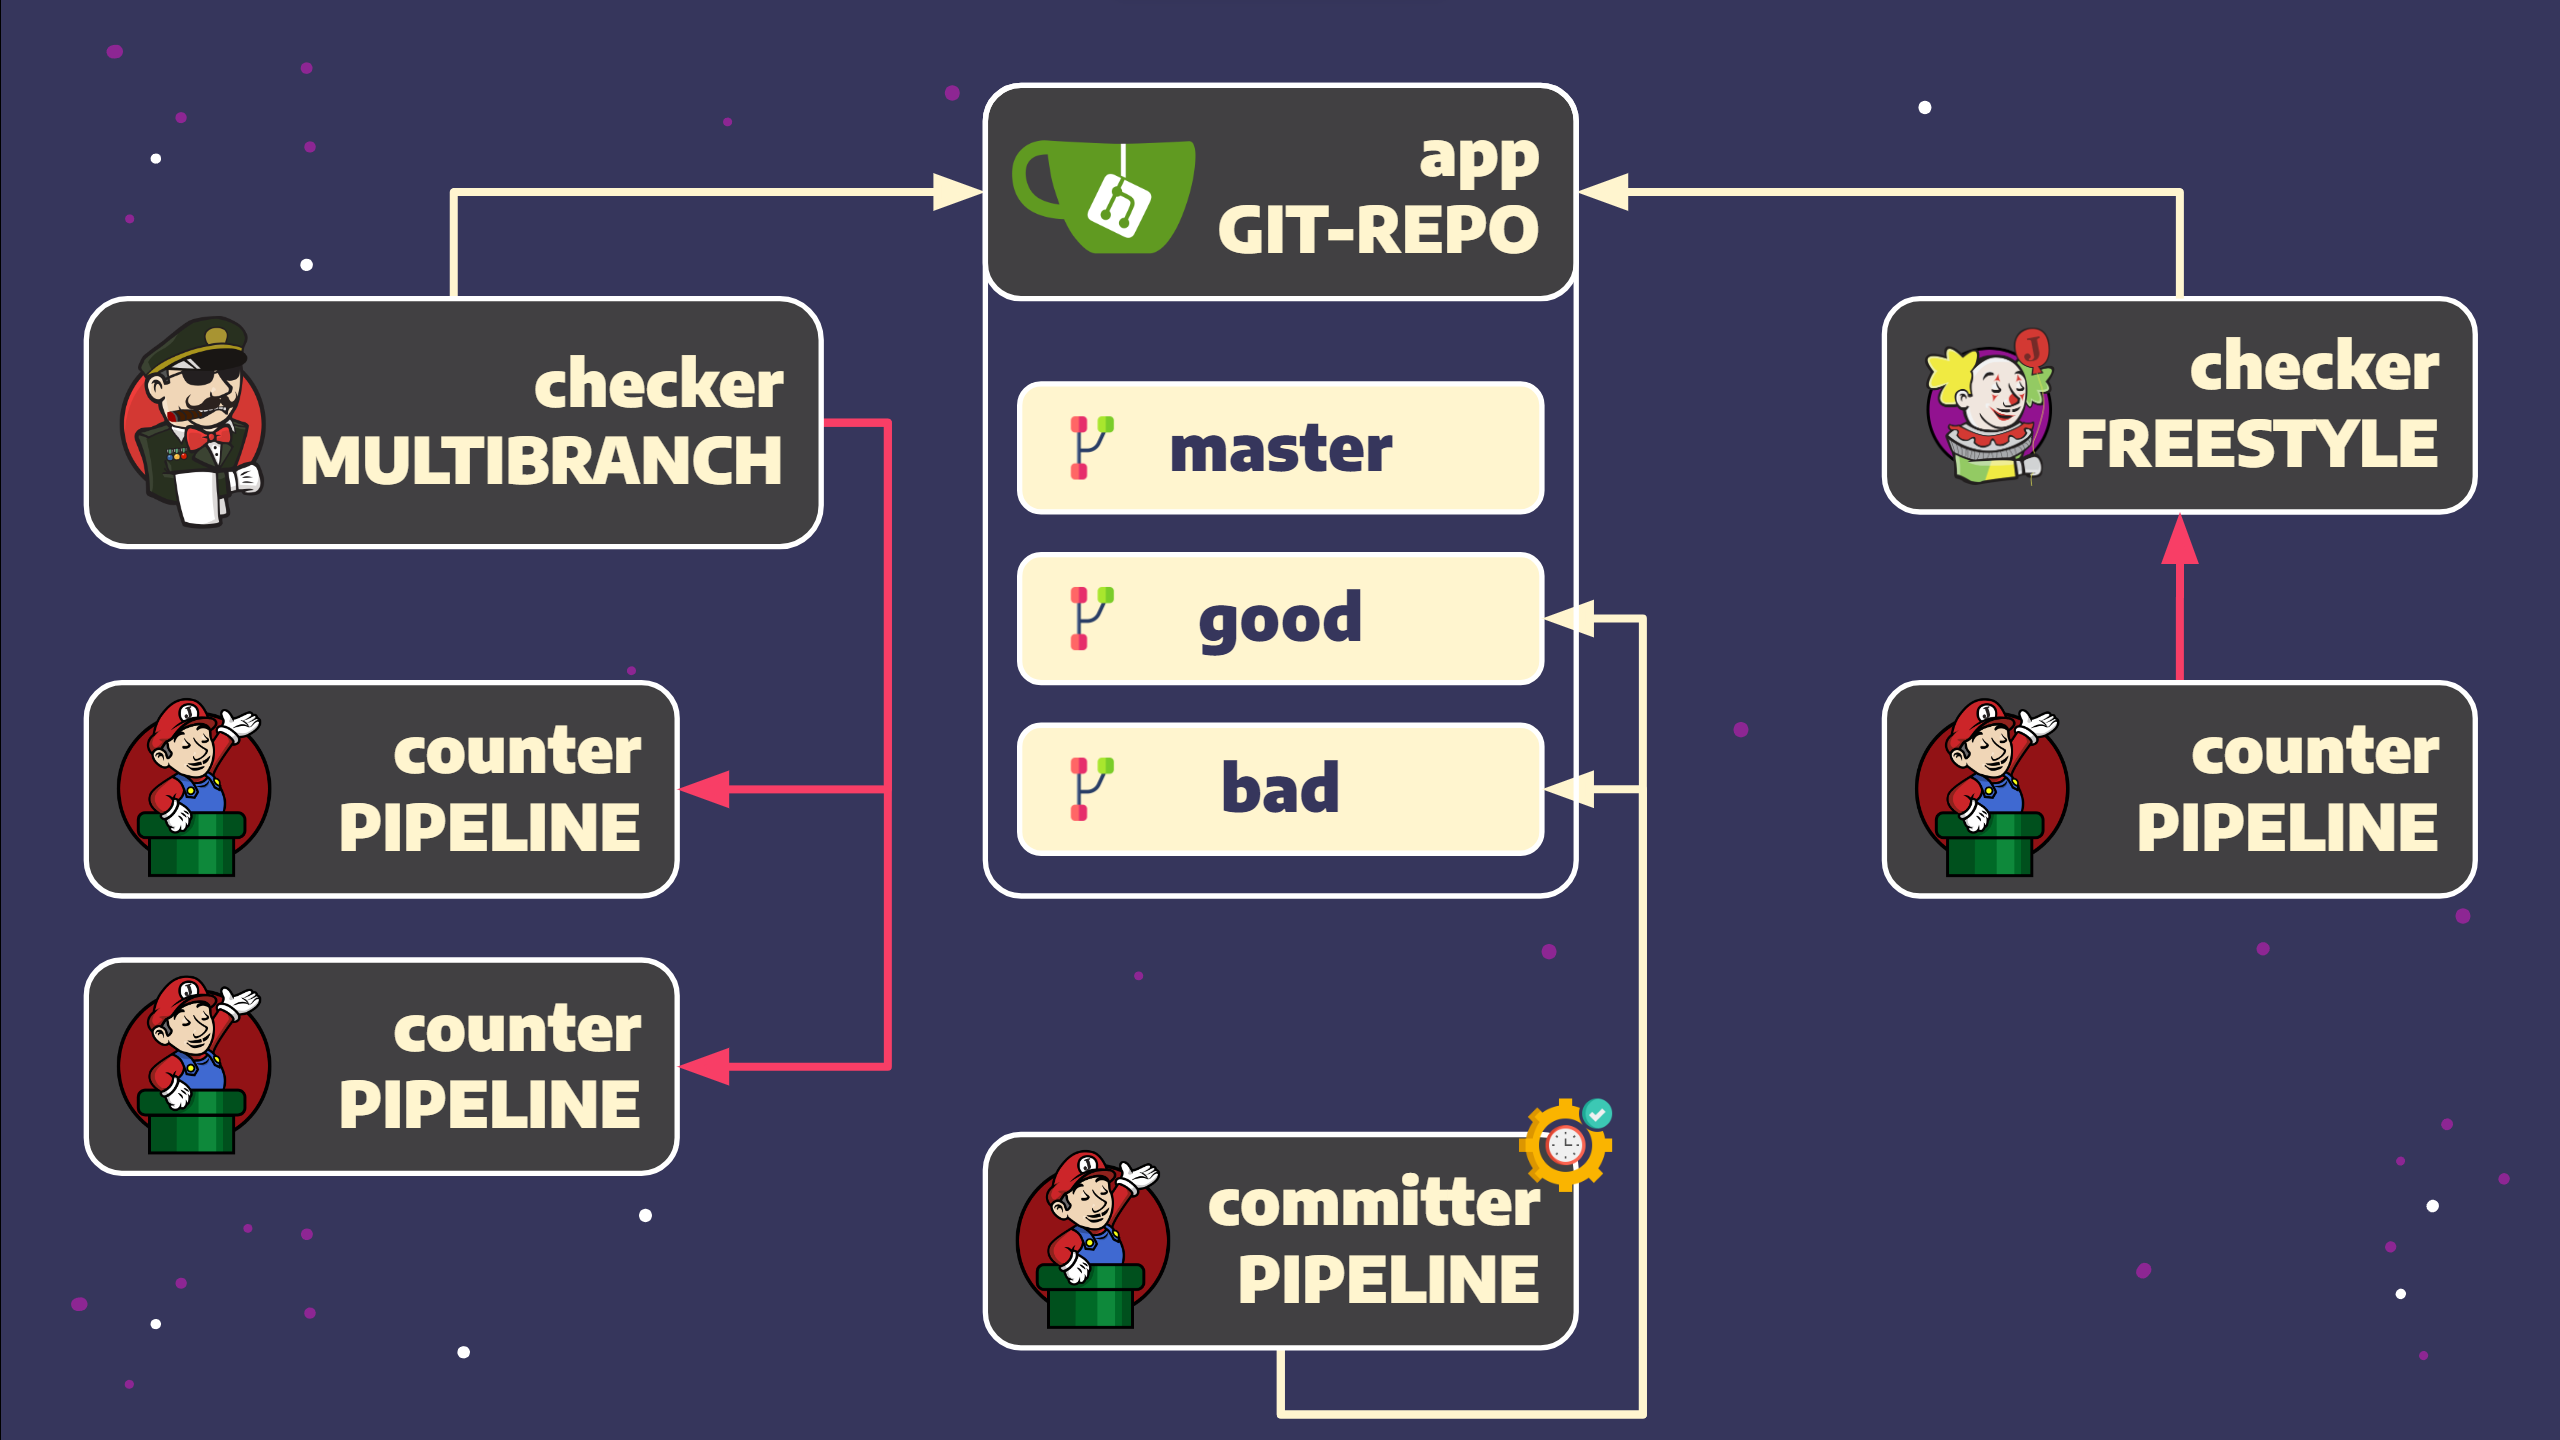 app
GIT-REPO
checker
MULTIBRANCH
master
good
bad
checker
FREESTYLE
J
counter
PIPELINE
J
counter
PIPELINE
J
counter
PIPELINE
J
committer
PIPELINE
J